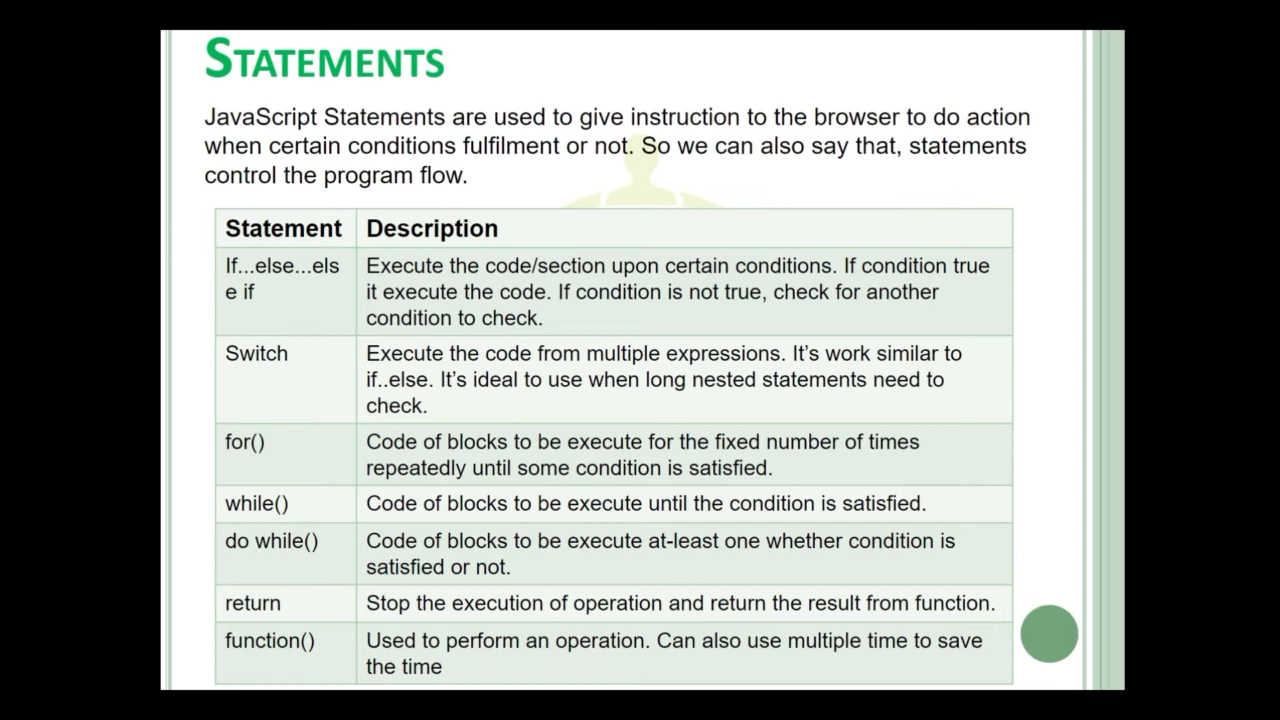 STATEMENTS
JavaScript Statements are used to give instruction to the browser to do action
when certain conditions fulfilment or not. So we can also say that, statements
control the program flow.
Statement Description
If...else...els
e if
Execute the code/section upon certain conditions. If condition true
it execute the code. If condition is not true, check for another
condition to check.
Switch
Execute the code from multiple expressions. It’s work similar to
if..else. It’s ideal to use when long nested statements need to
check.
for()
Code of blocks to be execute for the fixed number of times
repeatedly until some condition is satisfied.
while()
Code of blocks to be execute until the condition is satisfied.
do while()
Code of blocks to be execute at-least one whether condition is
satisfied or not.
return
Stop the execution of operation and return the result from function.
function()
Used to perform an operation. Can also use multiple time to save
the time